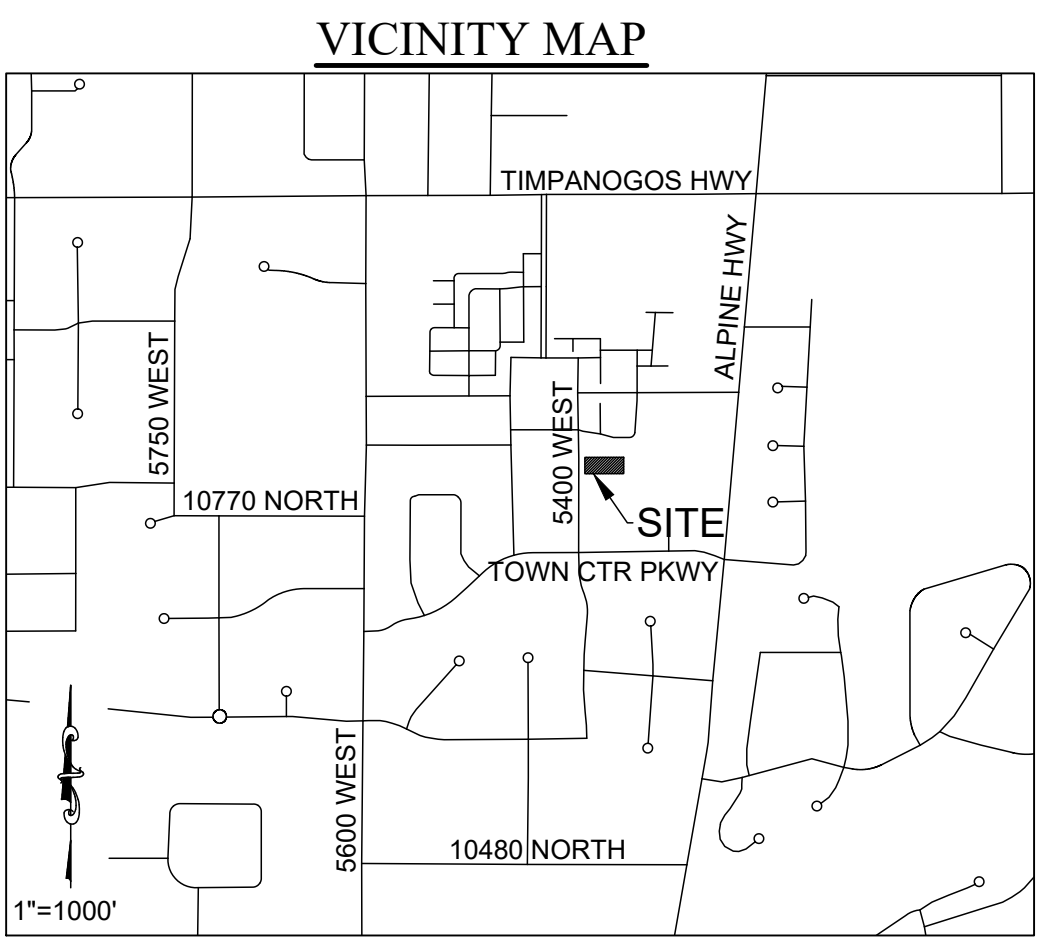 VICINITY MAP
TIMPANOGOS HWY
ALPINE HWY
5750 WEST
5400 WEST
10770 NORTH
SITE
TOWN CTR PKWY
5600 WEST
10480 NORTH
1"=1000'